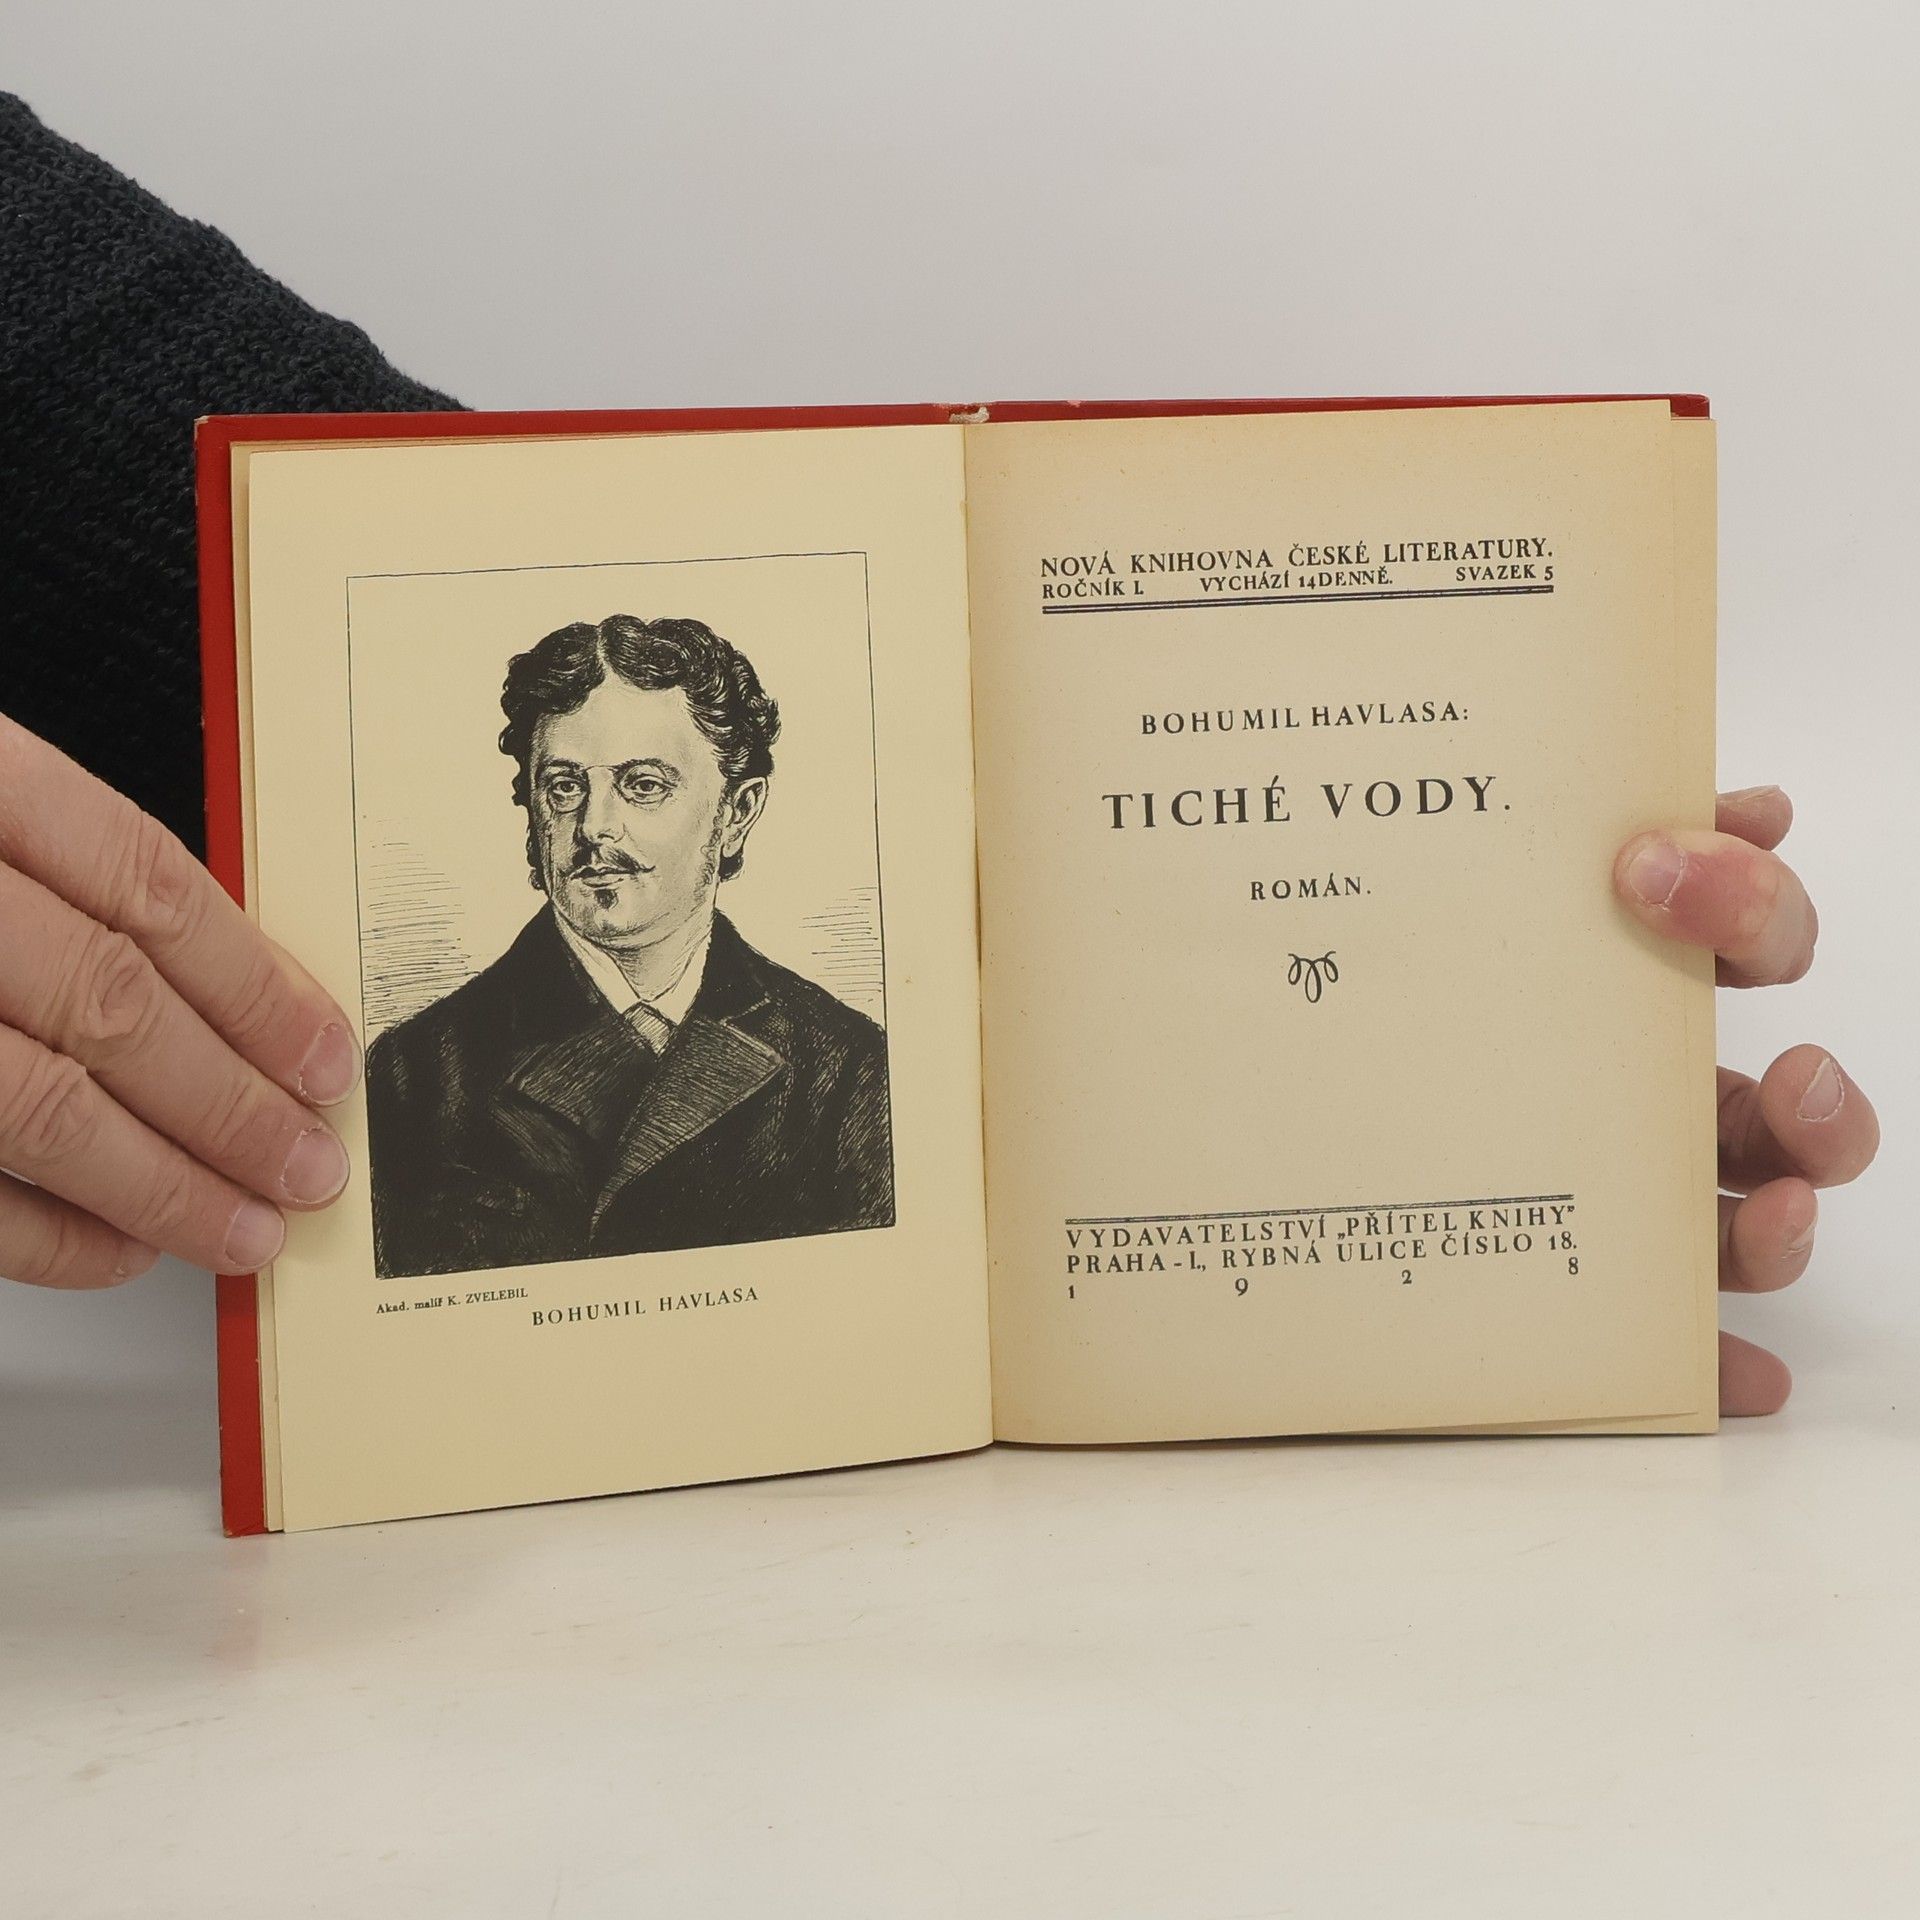 Akad. malíř K. ZVELEBIL
BOHUMIL HAVLASA
NOVÁ KNIHOVNA ČESKÉ LITERATURY.
ROČNÍK I. VYCHÁZÍ 14DENNĚ. SVAZEK 5
BOHUMIL HAVLASA:
TICHÉ VODY.
ROMÁN.
VYDAVATELSTVÍ „PŘÍTEL KNIHY"
PRAHA - I., RYBNÁ ULICE ČÍSLO 18.
1 9 2 8